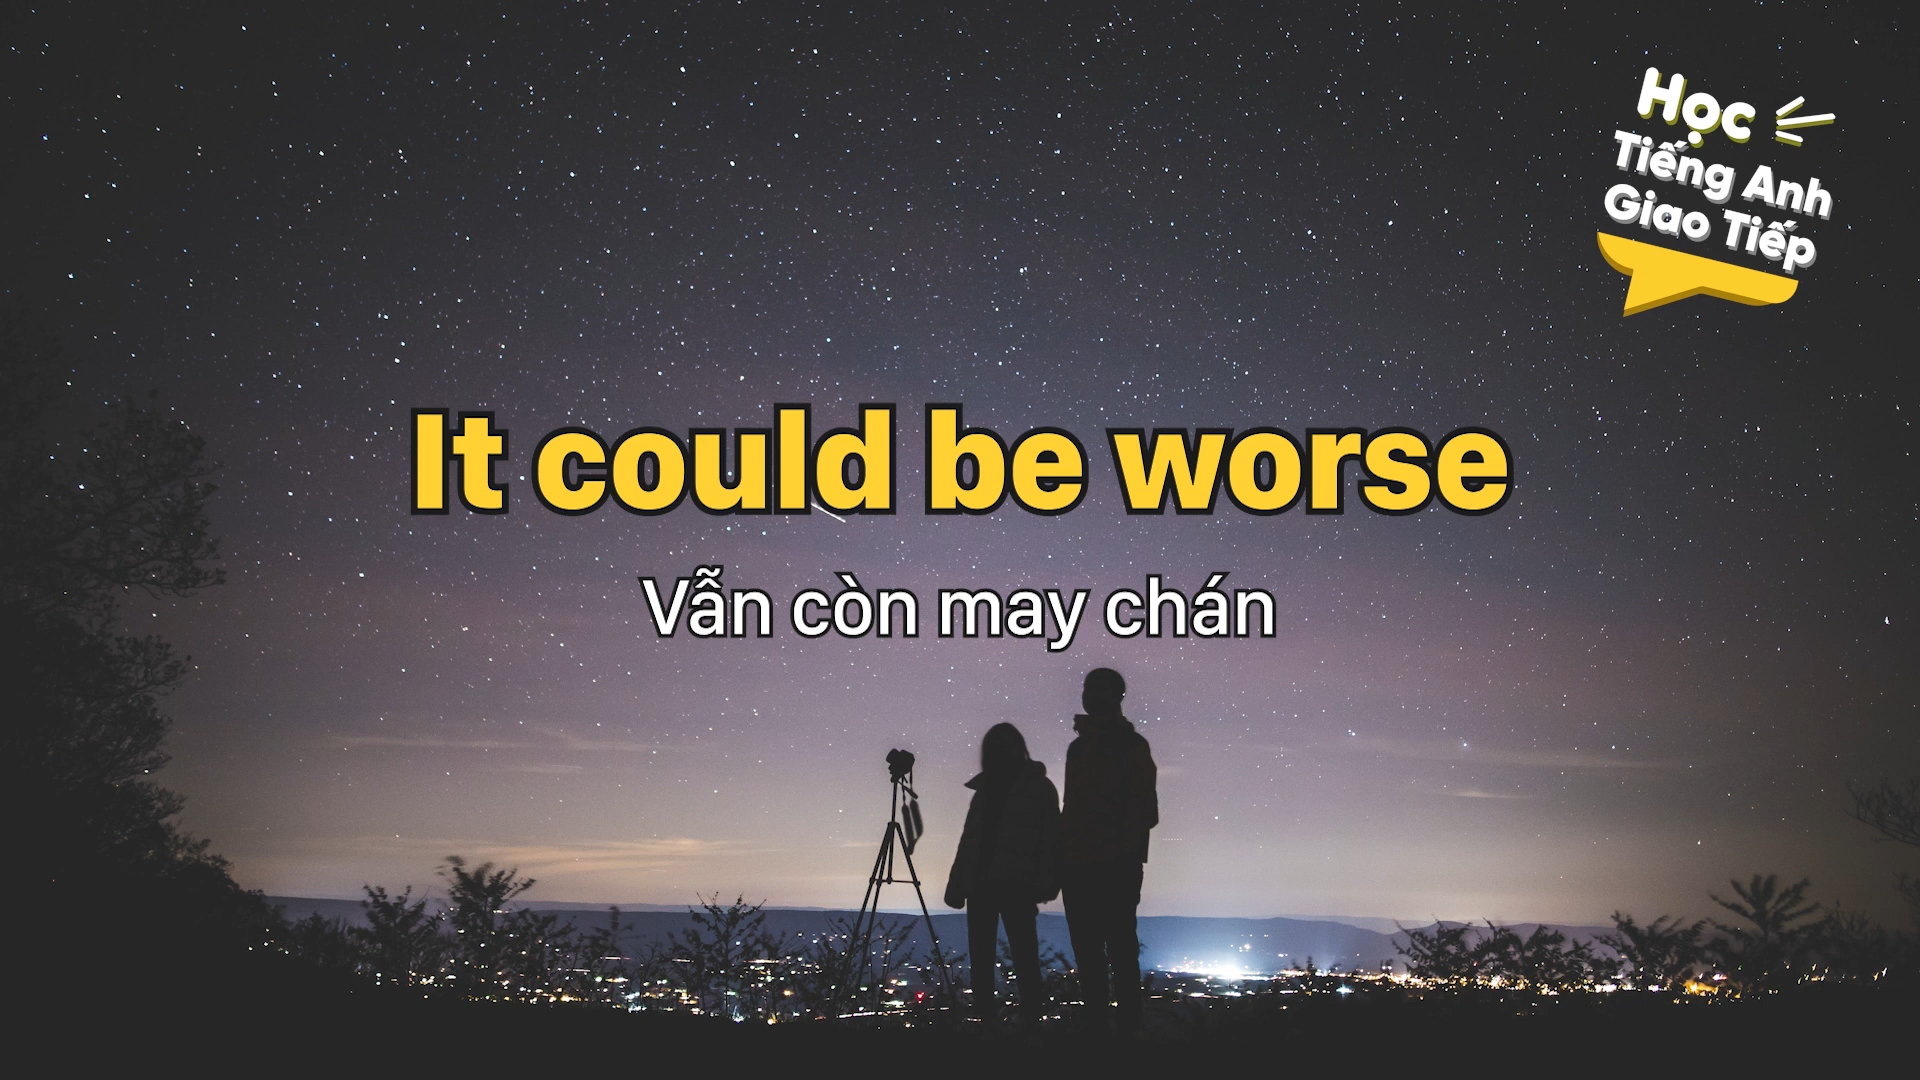 Học
Tiếng Anh
Giao Tiếp
It could be worse
Vẫn còn may chán